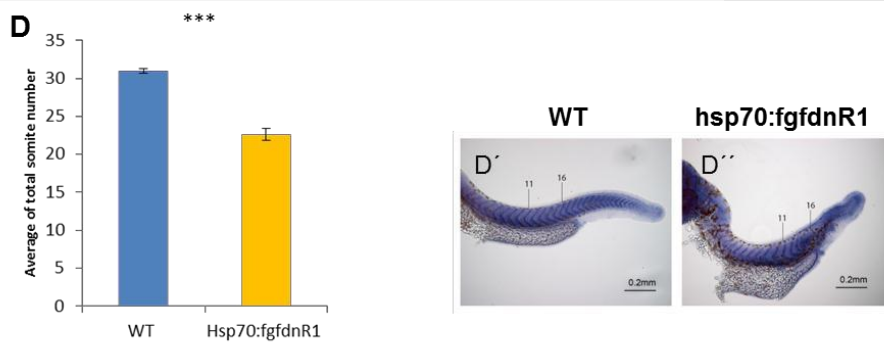 D
***
35
30
25
20
15
10
5
0
Average of total somite number
WT
Hsp70:fgfdnR1
WT
hsp70:fgfdnR1
D´
11
16
0.2mm
D´´
11
16
0.2mm